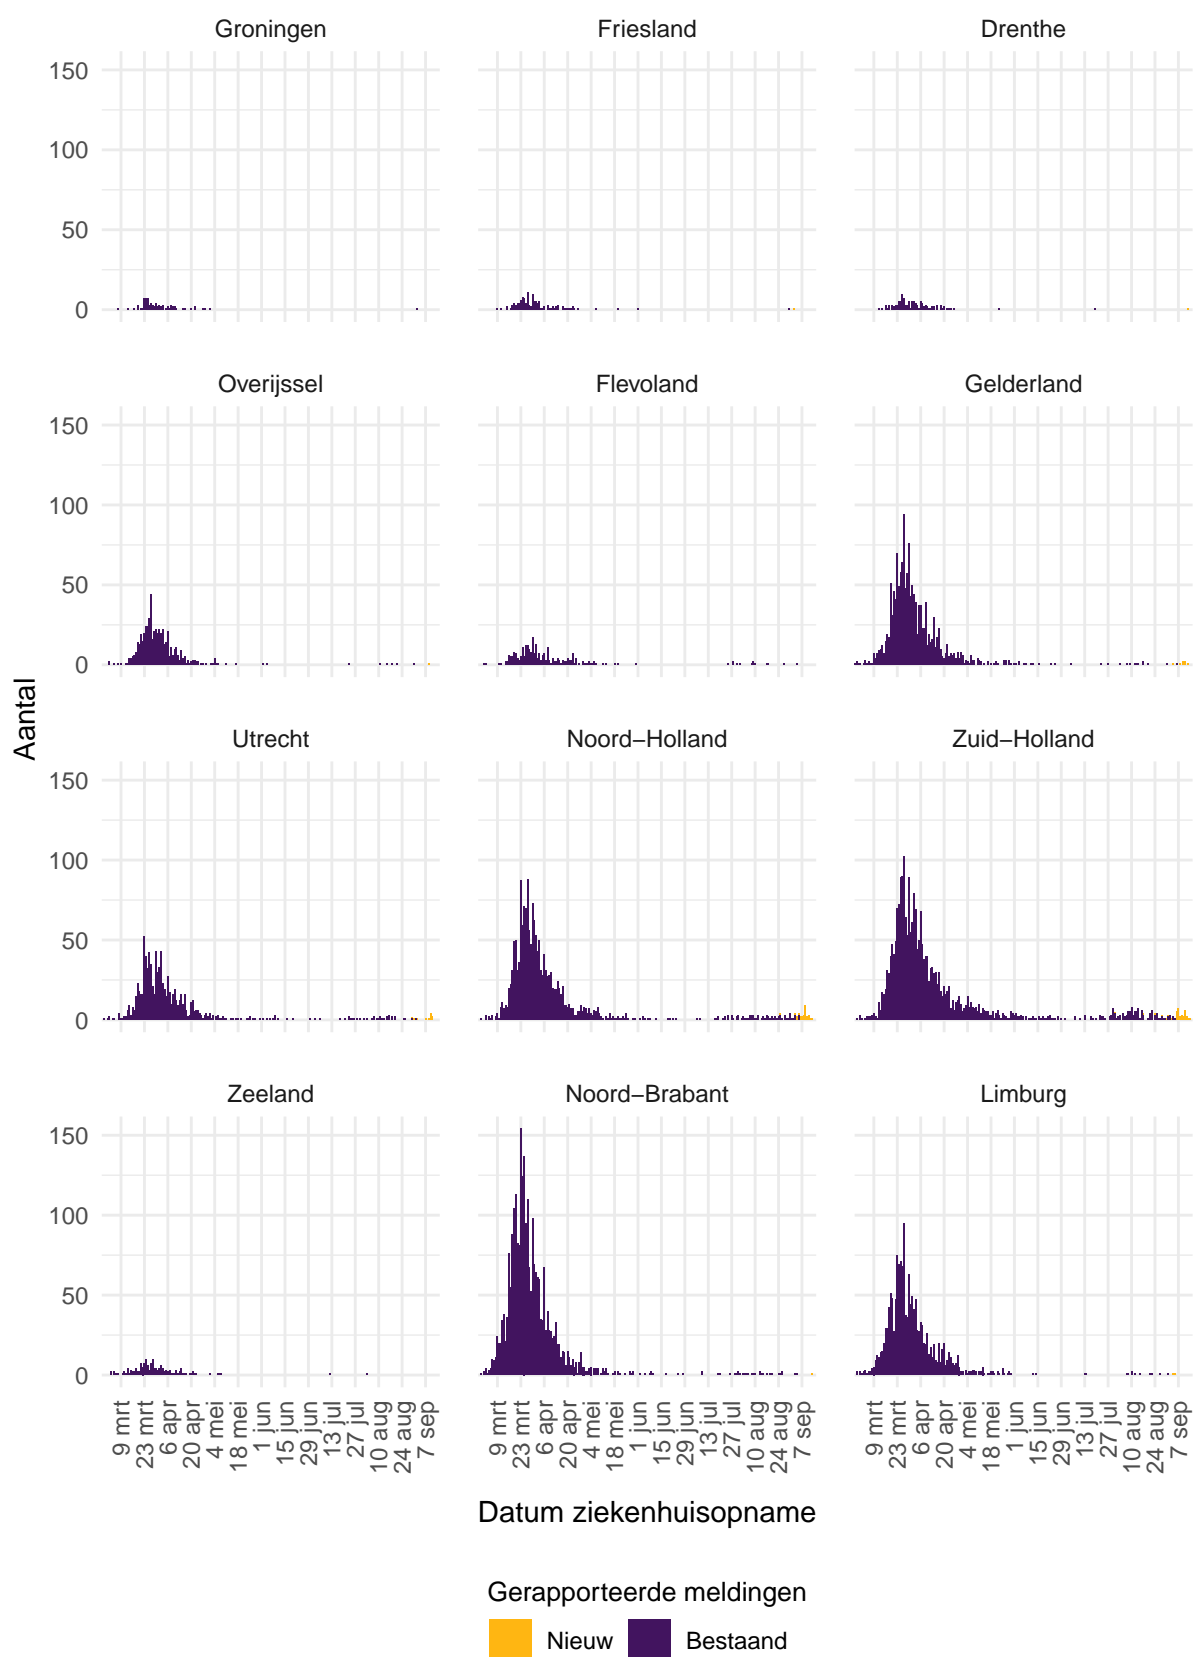 Groningen Friesland Drenthe
150
100
50
0
Overijssel Flevoland Gelderland
150
100
50
0
Aantal
Utrecht Noord−Holland Zuid−Holland
150
100
50
0
Zeeland Noord−Brabant Limburg
150
100
50
0
9 mrt 23 mrt 6 apr 20 apr 4 mei 18 mei 1 jun 15 jun 29 jun 13 jul 27 jul 10 aug 24 aug 7 sep
9 mrt 23 mrt 6 apr 20 apr 4 mei 18 mei 1 jun 15 jun 29 jun 13 jul 27 jul 10 aug 24 aug 7 sep
9 mrt 23 mrt 6 apr 20 apr 4 mei 18 mei 1 jun 15 jun 29 jun 13 jul 27 jul 10 aug 24 aug 7 sep
Datum ziekenhuisopname
Gerapporteerde meldingen
Nieuw Bestaand